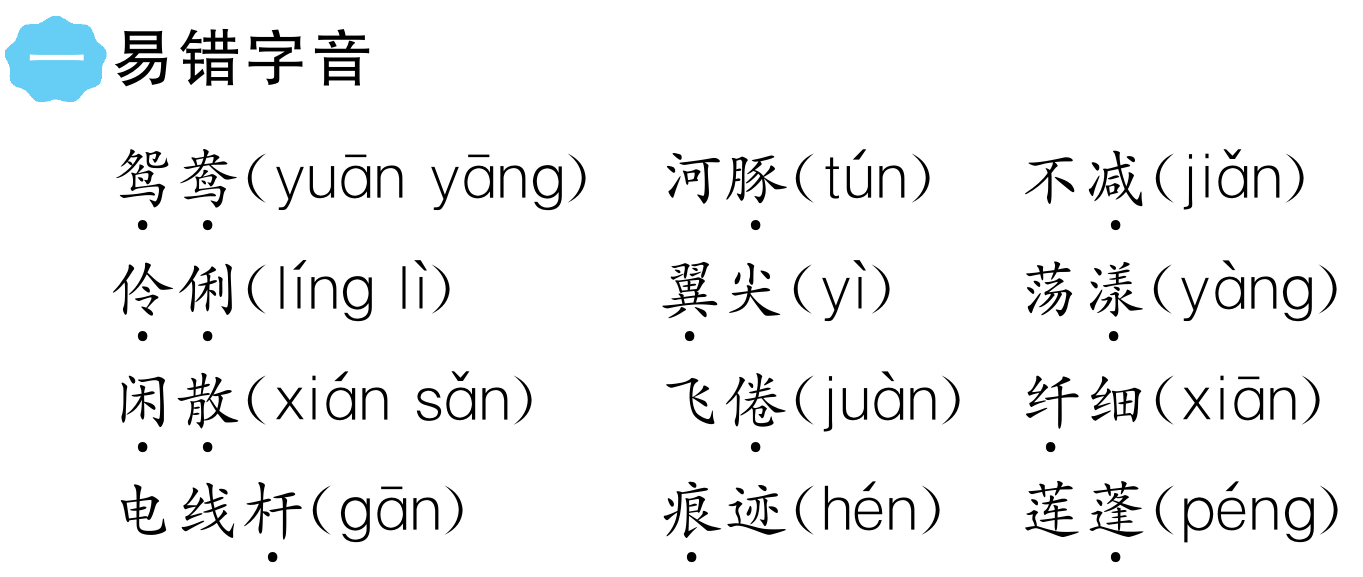 一 易错字音
鸳鸯(yuān yāng) 河豚(tún) 不减(jiǎn)
伶俐(líng lì) 翼尖(yì) 荡漾(yàng)
闲散(xián sǎn) 飞倦(juàn) 纤细(xiān)
电线杆(gān) 痕迹(hén) 莲蓬(péng)